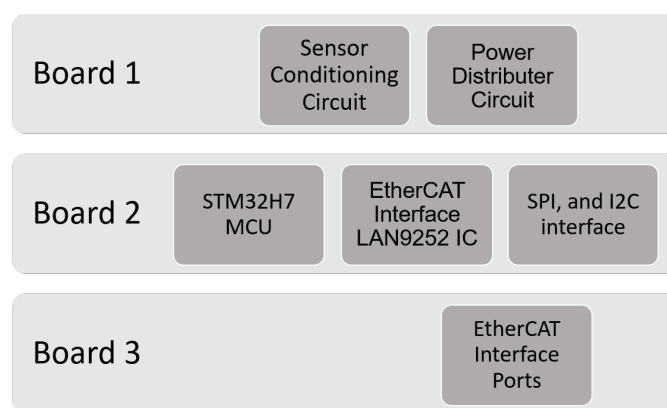 Board 1
Sensor
Conditioning
Circuit
Power
Distributer
Circuit
Board 2
STM32H7
MCU
EtherCAT
Interface
LAN9252 IC
SPI, and I2C
interface
Board 3
EtherCAT
Interface
Ports